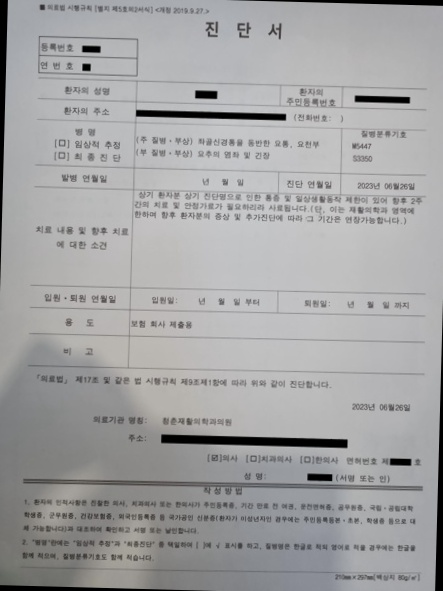 ■ 의료법 시행규칙 [별지 제5호의2서식] <개정 2019.9.27.>
진 단 서
등록번호
연 번 호
환자의 성명
환자의 주민등록번호
환자의 주소
(전화번호: )
병 명
[☐] 임상적 추정
[☐] 최 종 진 단
(주 질병·부상) 좌골신경통을 동반한 요통, 요천부
(부 질병·부상) 요추의 염좌 및 긴장
질병분류기호
M5447
S3350
발병 연월일
년 월 일
진단 연월일
2023년 06월26일
치료 내용 및 향후 치료에 대한 소견
상기 환자분 상기 진단명으로 인한 통증 및 일상생활동작 제한이 있어 향후 2주
간의 치료 및 안정가료가 필요하리라 사료됩니다.(단, 이는 재활의학과 영역에
한하여 향후 환자분의 증상 및 추가진단에 따라 그 기간은 연장가능합니다.)
입원·퇴원 연월일
입원일: 년 월 일 부터
퇴원일: 년 월 일 까지
용 도
보험 회사 제출용
비 고
「의료법」 제17조 및 같은 법 시행규칙 제9조제1항에 따라 위와 같이 진단합니다.
2023년 06월26일
의료기관 명칭: 청춘재활의학과의원
주소:
[☑]의사 [☐]치과의사 [☐]한의사 면허번호 제 호
성 명: (서명 또는 인)
작 성 방 법
1. 환자의 인적사항은 진찰한 의사, 치과의사 또는 한의사가 주민등록증, 기간 만료 전 여권, 운전면허증, 공무원증, 국립·공립대학
학생증, 군무원증, 건강보험증, 외국인등록증 등 국가공인 신분증(환자가 미성년자인 경우에는 주민등록등본·초본, 학생증 등으로 대
체 가능합니다)과 대조하여 확인하고 서명 또는 날인합니다.
2. "병명"란에는 "임상적 추정"과 "최종진단" 중 택일하여 [ ]에 √ 표시를 하고, 질병명은 한글로 적되 영어로 적을 경우에는 한글을
함께 적으며, 질병분류기호도 함께 적습니다.
210㎜×297㎜[백상지 80g/㎡]